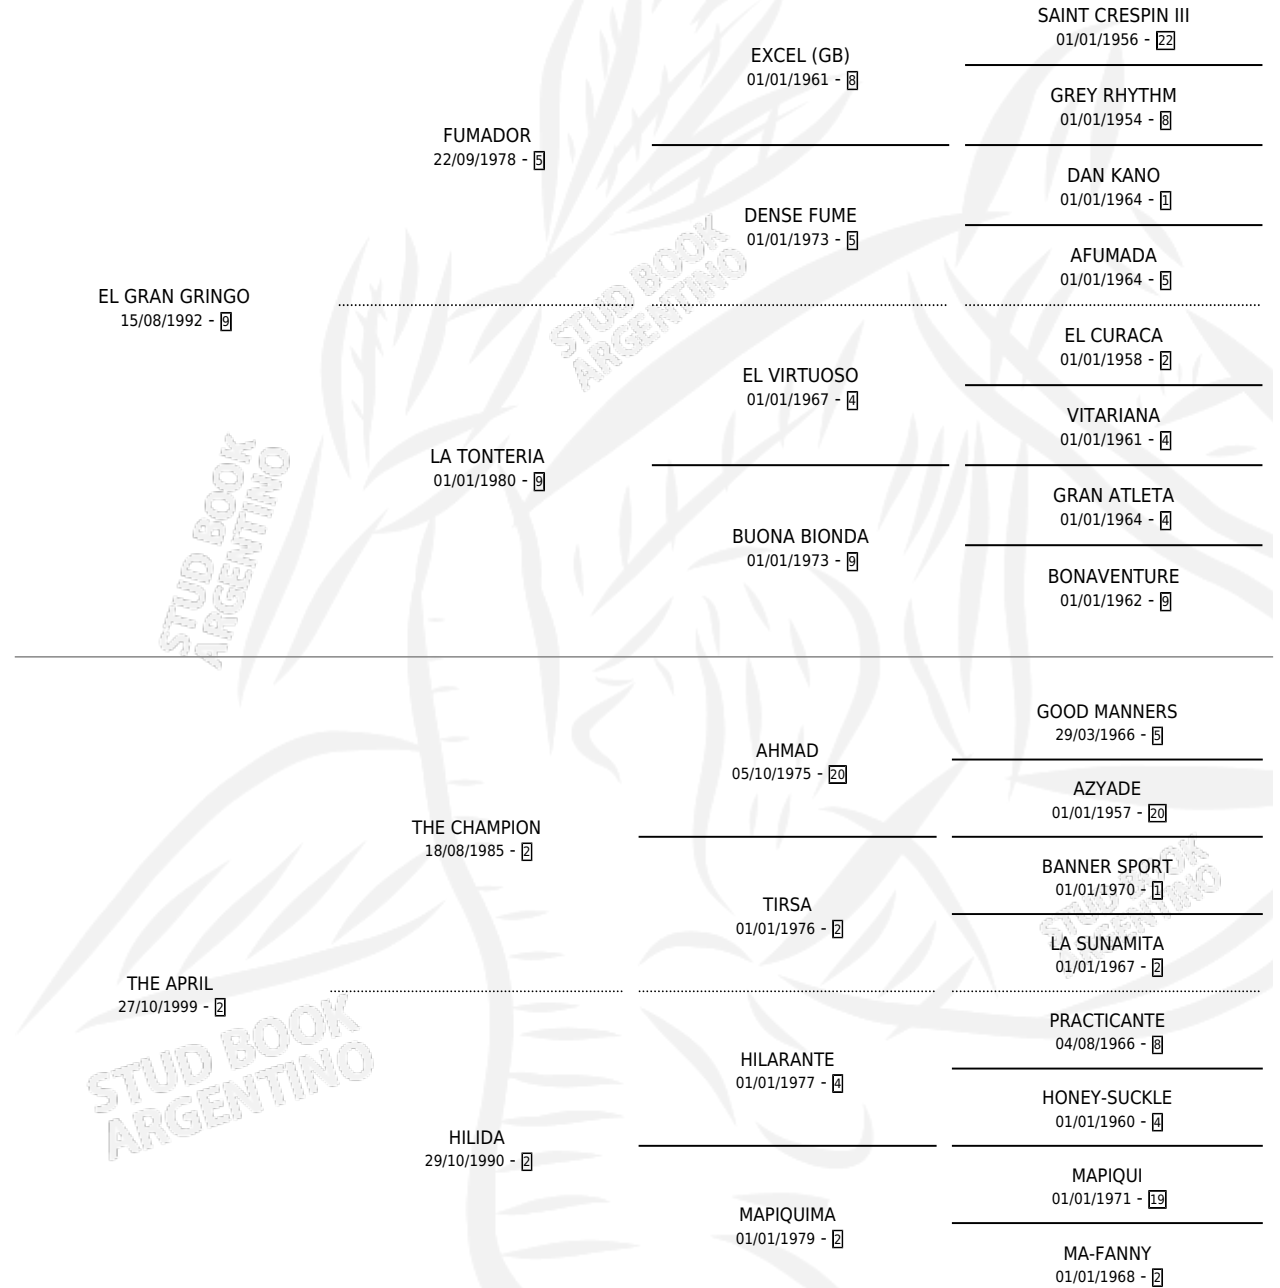 SAINT CRESPIN III
01/01/1956 - 22
EXCEL (GB)
01/01/1961 - 8
GREY RHYTHM
01/01/1954 - 8
FUMADOR
22/09/1978 - 5
DAN KANO
01/01/1964 - 1
DENSE FUME
01/01/1973 - 5
AFUMADA
01/01/1964 - 5
EL GRAN GRINGO
15/08/1992 - 9
STUD BOOK
ARGENTINO
EL CURACA
01/01/1958 - 2
EL VIRTUOSO
01/01/1967 - 4
VITARIANA
01/01/1961 - 4
LA TONTERIA
01/01/1980 - 9
GRAN ATLETA
01/01/1964 - 4
BUONA BIONDA
01/01/1973 - 9
BONAVENTURE
01/01/1962 - 9
STUD BOOK
ARGENTINO
GOOD MANNERS
29/03/1966 - 5
AHMAD
05/10/1975 - 20
AZYADE
01/01/1957 - 20
THE CHAMPION
18/08/1985 - 2
BANNER SPORT
01/01/1970 - 1
TIRSA
01/01/1976 - 2
LA SUNAMITA
01/01/1967 - 2
STUD BOOK
ARGENTINO
THE APRIL
27/10/1999 - 2
PRACTICANTE
04/08/1966 - 8
HILARANTE
01/01/1977 - 4
HONEY-SUCKLE
01/01/1960 - 4
STUD BOOK
ARGENTINO
HILIDA
29/10/1990 - 2
MAPIQUI
01/01/1971 - 19
MAPIQUIMA
01/01/1979 - 2
MA-FANNY
01/01/1968 - 2